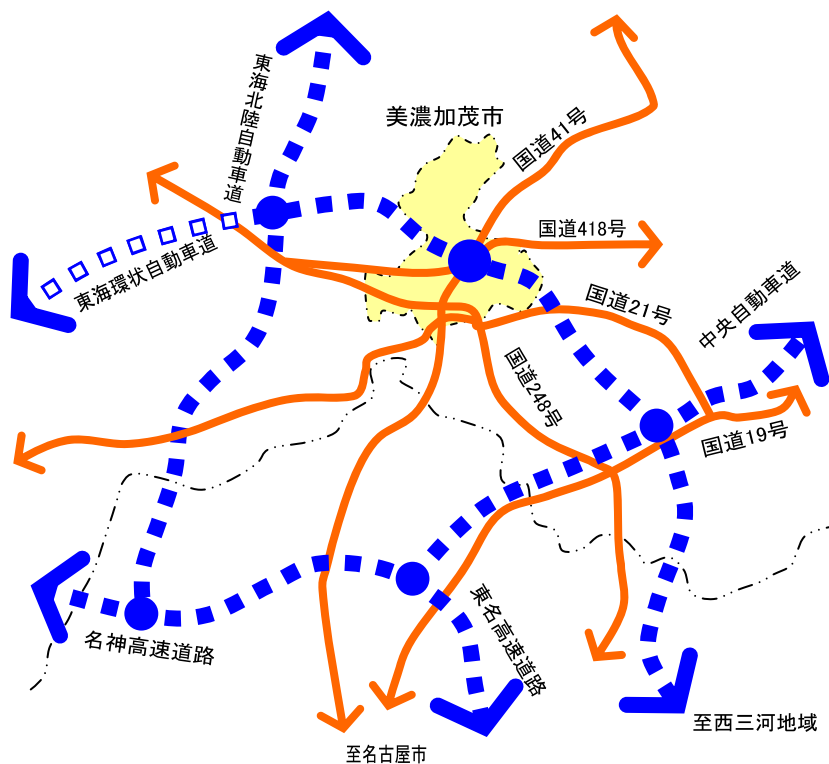 東海北陸自動車道
美濃加茂市
国道41号
国道418号
東海環状自動車道
国道21号
中央自動車道
国道248号
国道19号
名神高速道路
東名高速道路
至西三河地域
至名古屋市